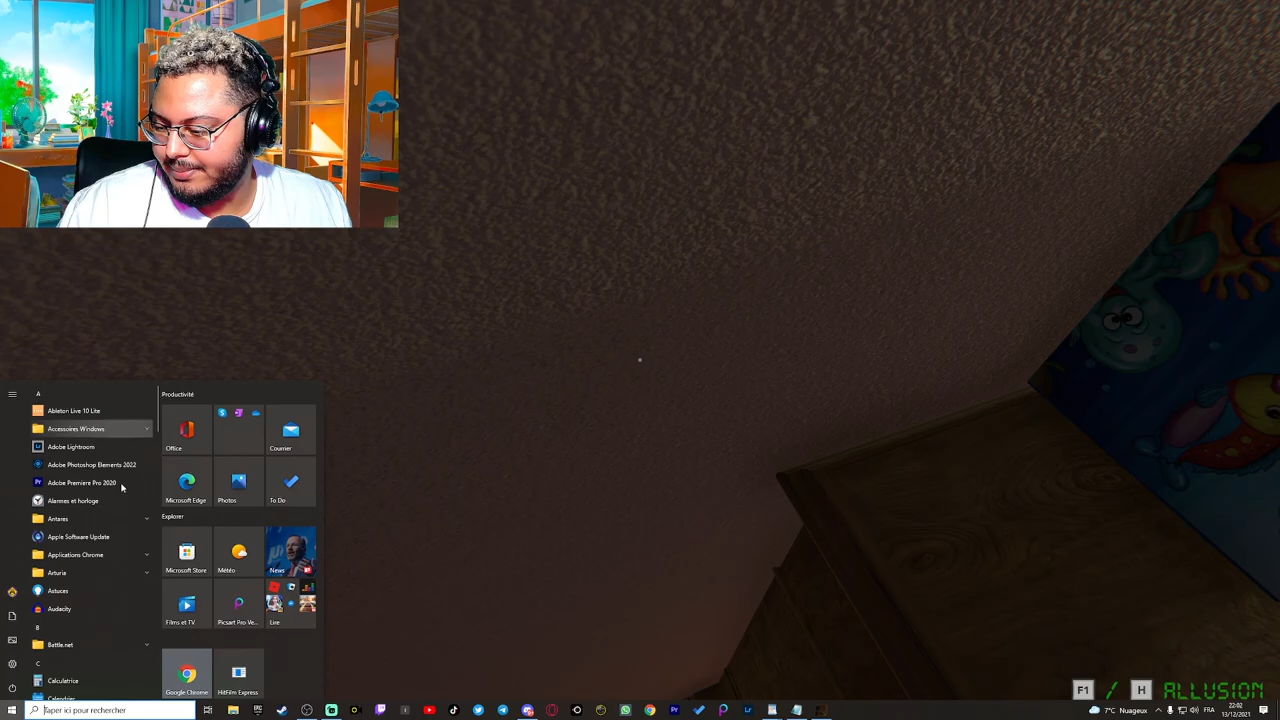 A
Ableton Live 10 Lite
Accessoires Windows
Adobe Lightroom
Adobe Photoshop Elements 2022
Adobe Premiere Pro 2020
Alarmes et horloge
Antares
Apple Software Update
Applications Chrome
Arturia
Astuces
Audacity
B
Battle.net
C
Calculatrice
Calendrier
Productivité
Office
Courrier
Microsoft Edge
Photos
To Do
Explorer
Microsoft Store
Météo
News
Films et TV
Picsart Pro Ve...
Lire
Google Chrome
HitFilm Express
F1 / H ALLUSION
Taper ici pour rechercher
7°C Nuageux
FR
22:02
13/12/2021